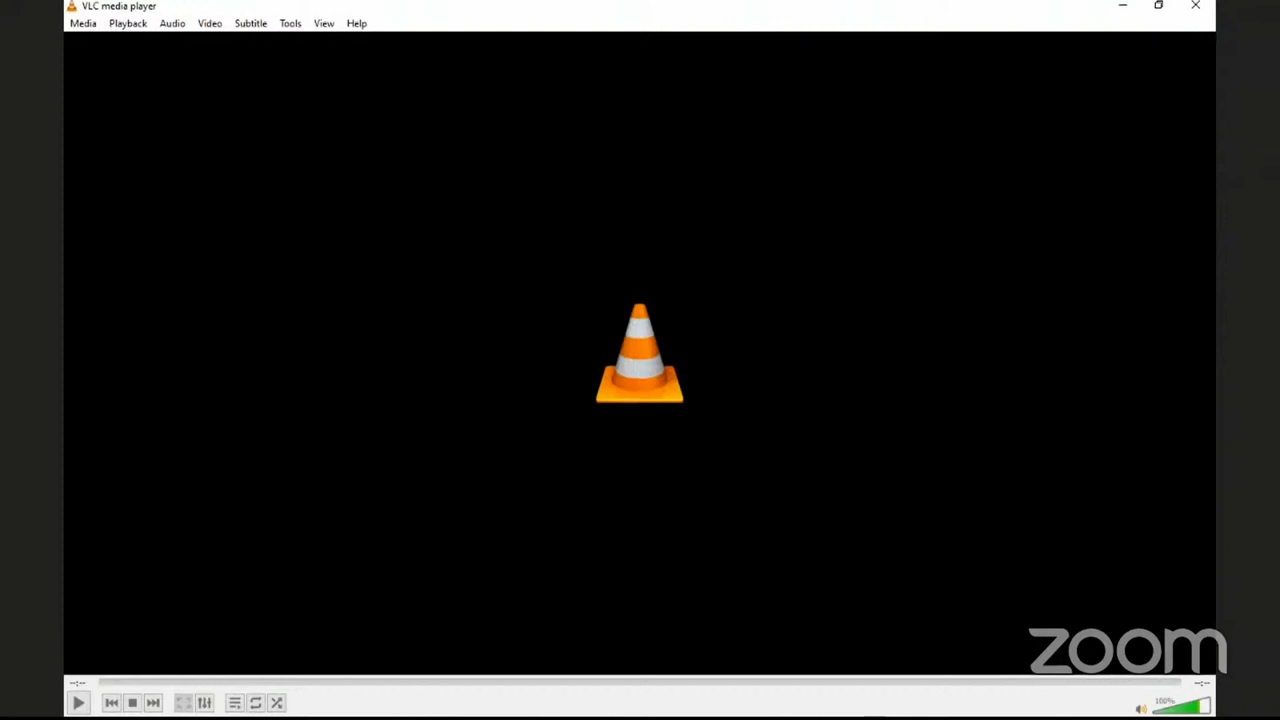 VLC media player
Media Playback Audio Video Subtitle Tools View Help
zoom
--:-- --:--
100%